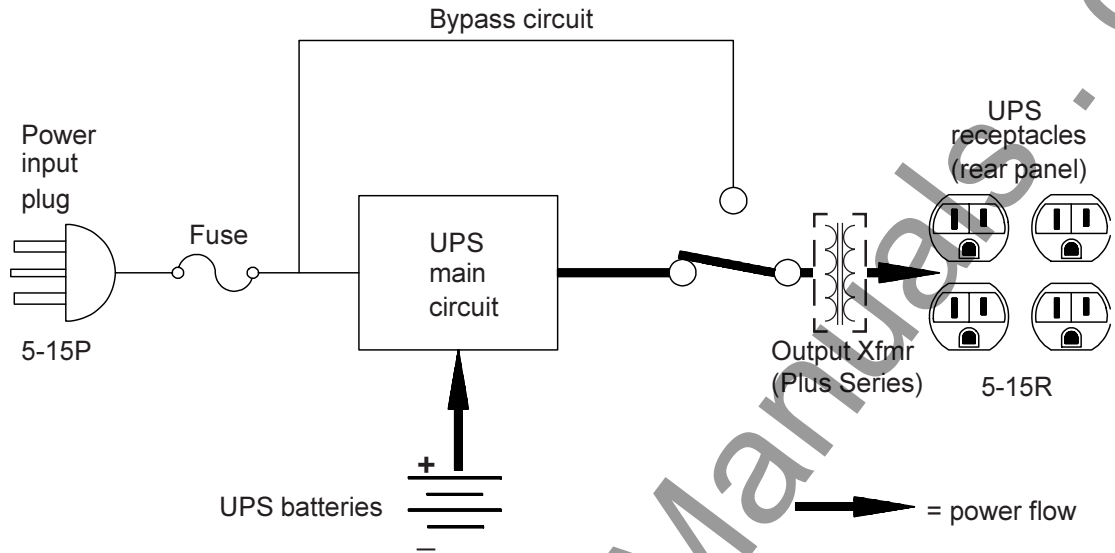 Bypass circuit
Power
input
plug
Fuse
UPS
main
circuit
UPS
receptacles
(rear panel)
5-15P
Output Xfmr
(Plus Series)
5-15R
+
UPS batteries
–
= power flow
Manuals .